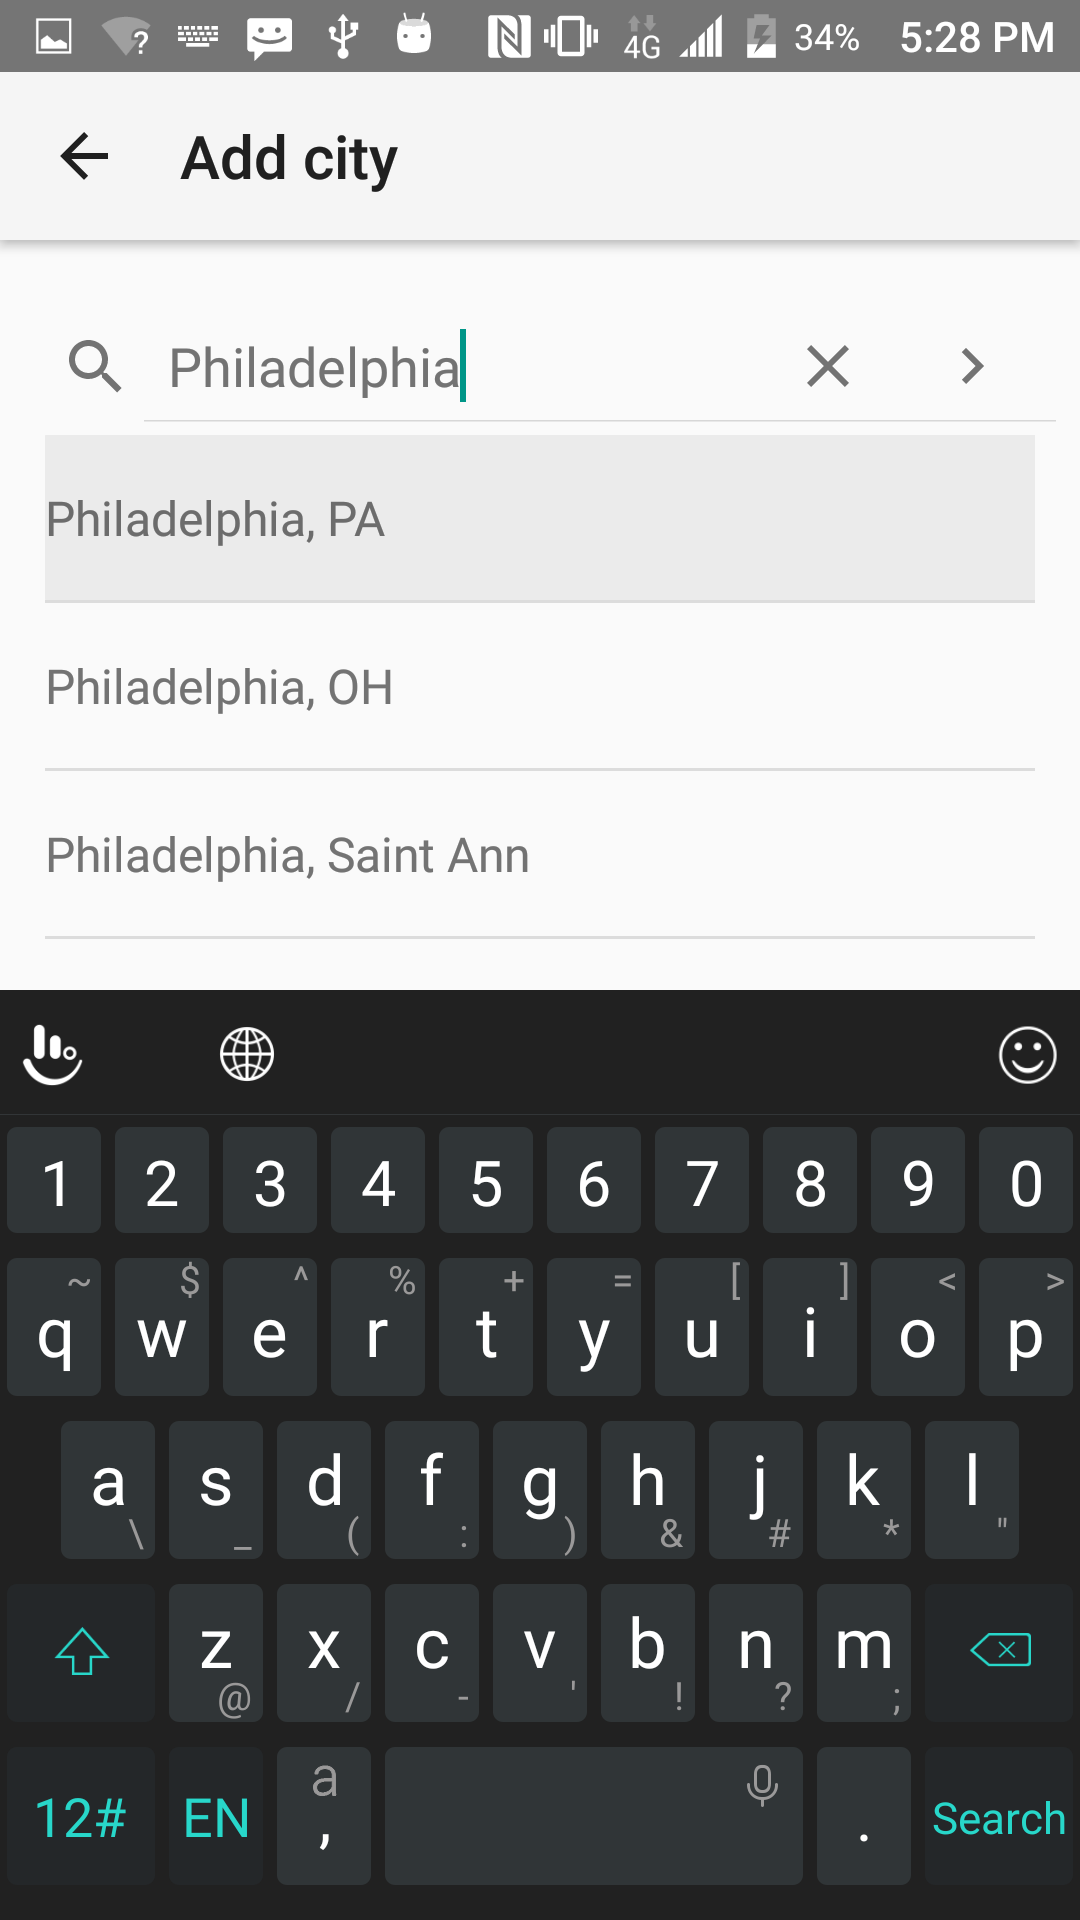 4G 34% 5:28 PM
Add city
Philadelphia
Philadelphia, PA
Philadelphia, OH
Philadelphia, Saint Ann
1 2 3 4 5 6 7 8 9 0
~ $ ^ % + = [ ] < >
q w e r t y u i o p
a s d f g h j k l
\ _ ( : ) & # * "
z x c v b n m
@ / - ' ! ? ;
12# EN a , . Search